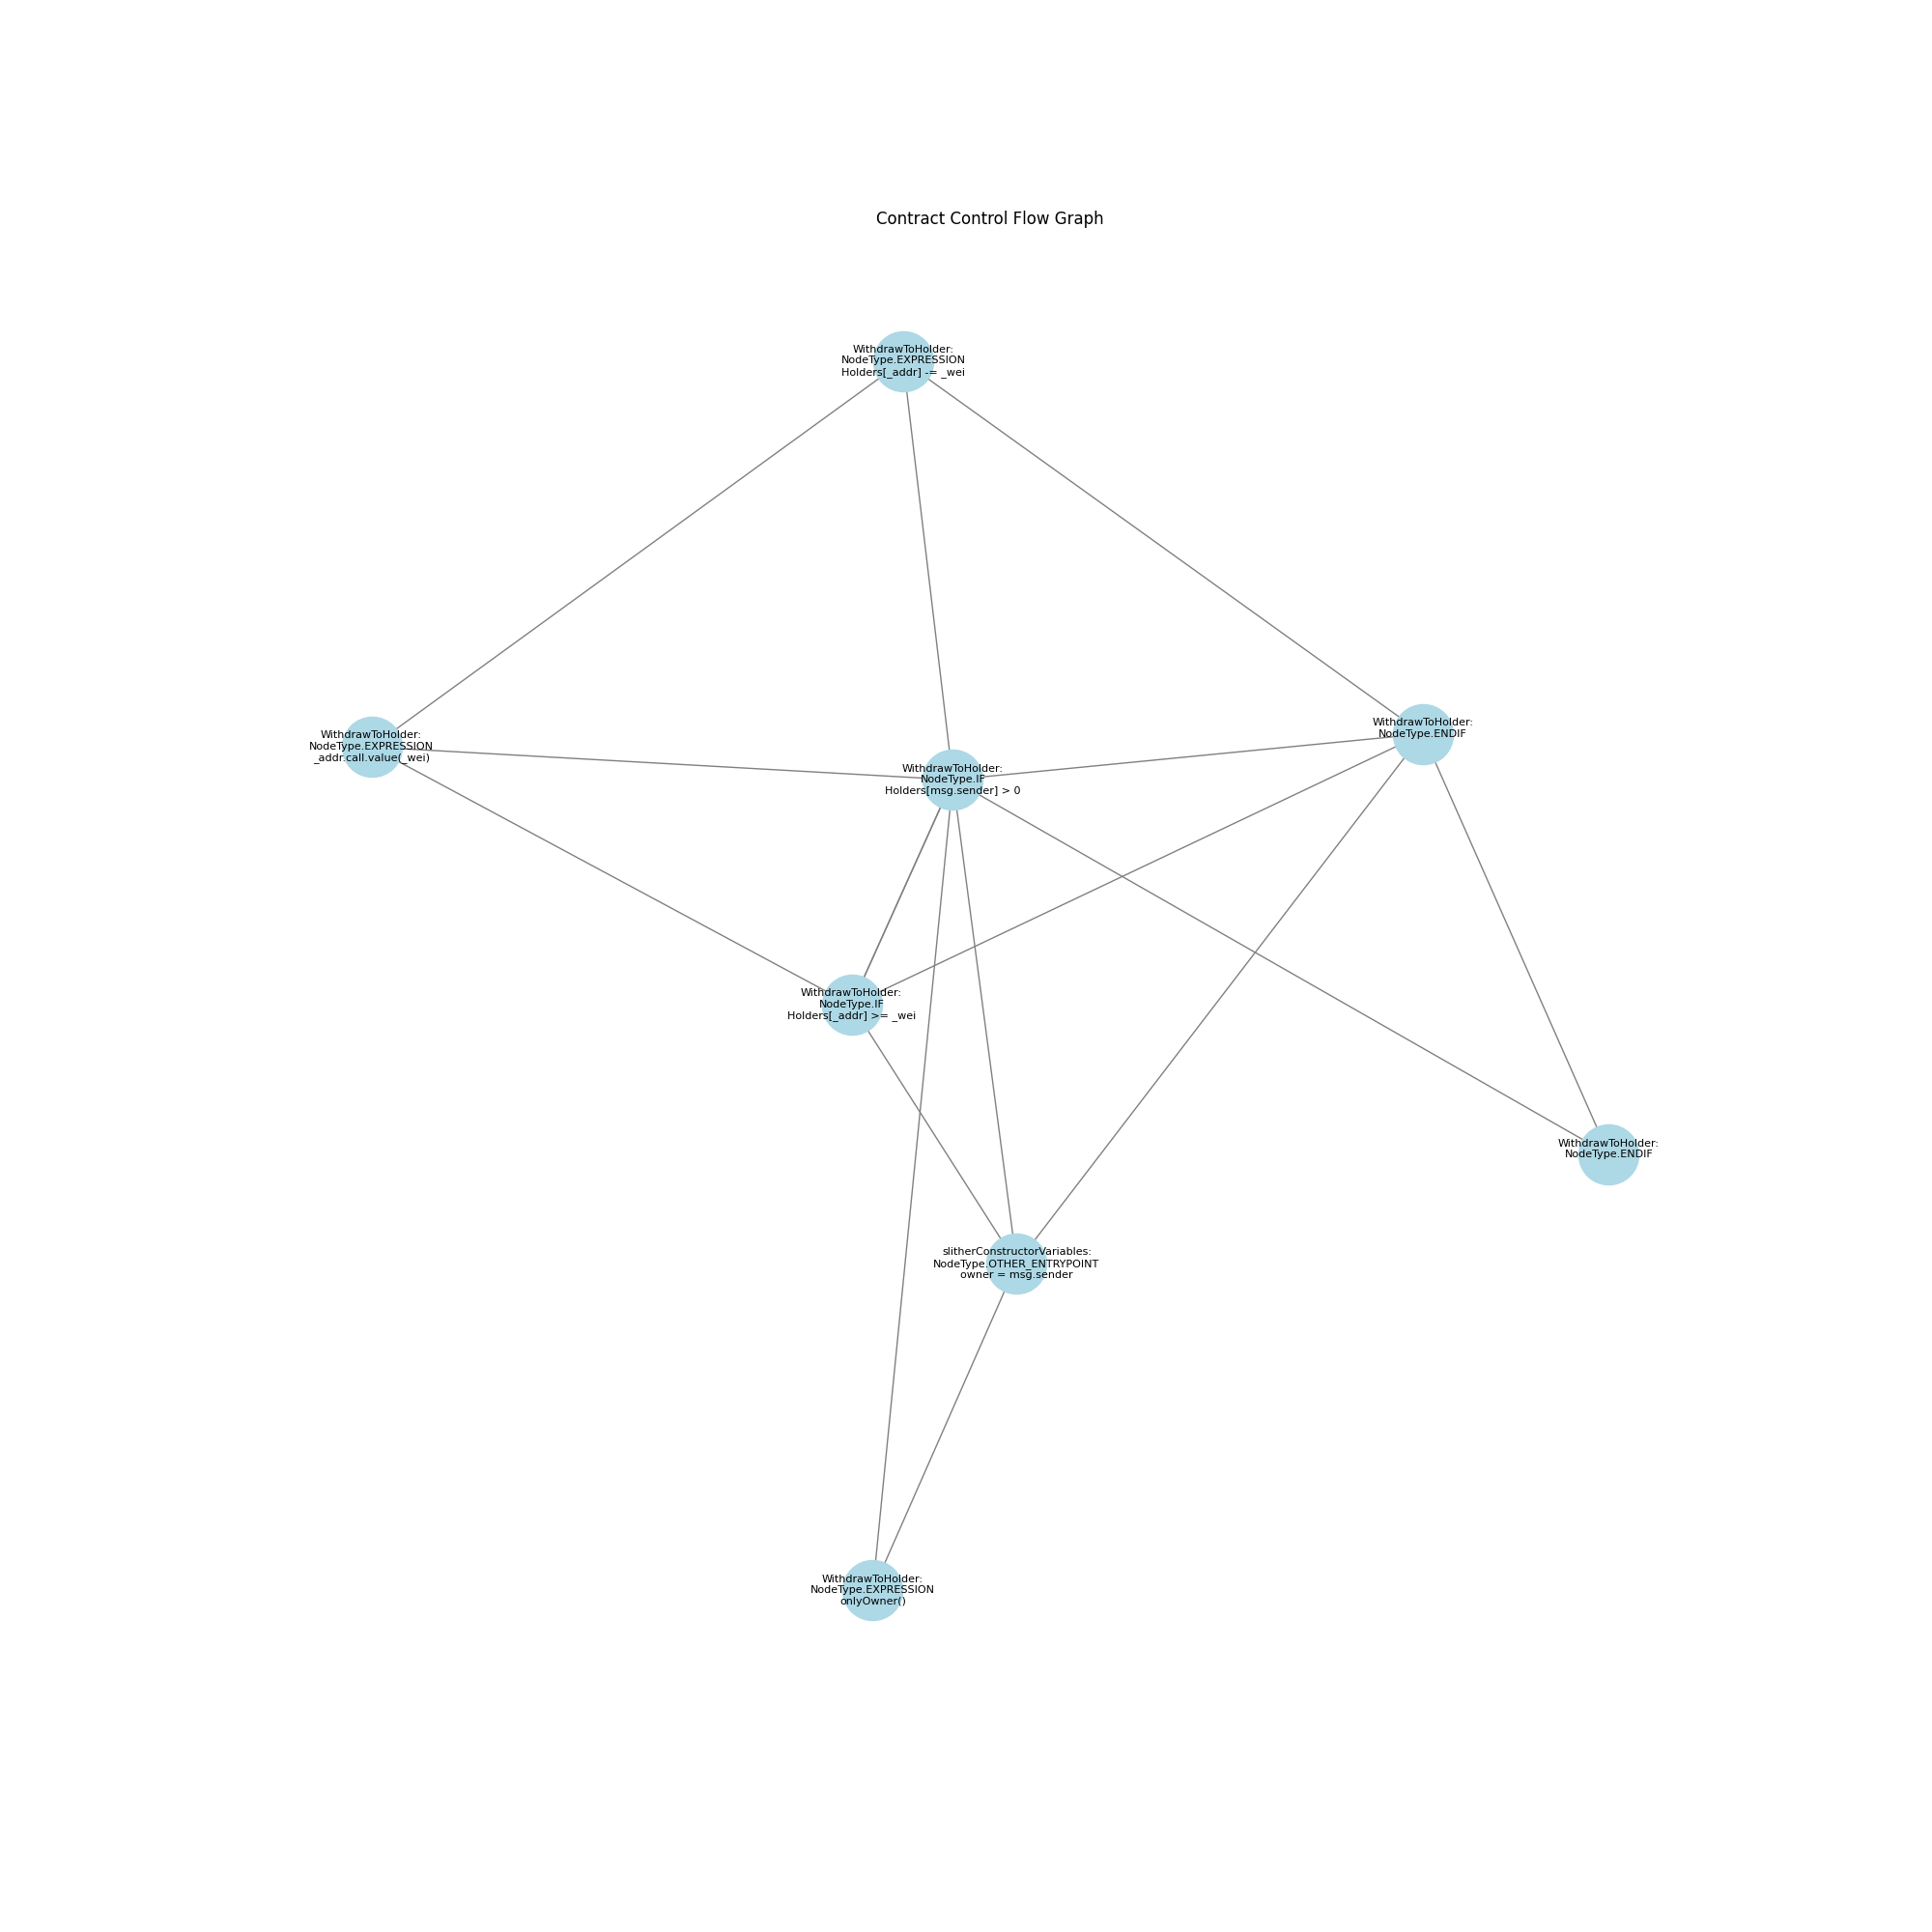 Contract Control Flow Graph
WithdrawToHolder:
NodeType.EXPRESSION
Holders[_addr] -= _wei
WithdrawToHolder:
NodeType.EXPRESSION
_addr.call.value(_wei)
WithdrawToHolder:
NodeType.IF
Holders[msg.sender] > 0
WithdrawToHolder:
NodeType.ENDIF
WithdrawToHolder:
NodeType.IF
Holders[_addr] >= _wei
WithdrawToHolder:
NodeType.ENDIF
slitherConstructorVariables:
NodeType.OTHER_ENTRYPOINT
owner = msg.sender
WithdrawToHolder:
NodeType.EXPRESSION
onlyOwner()